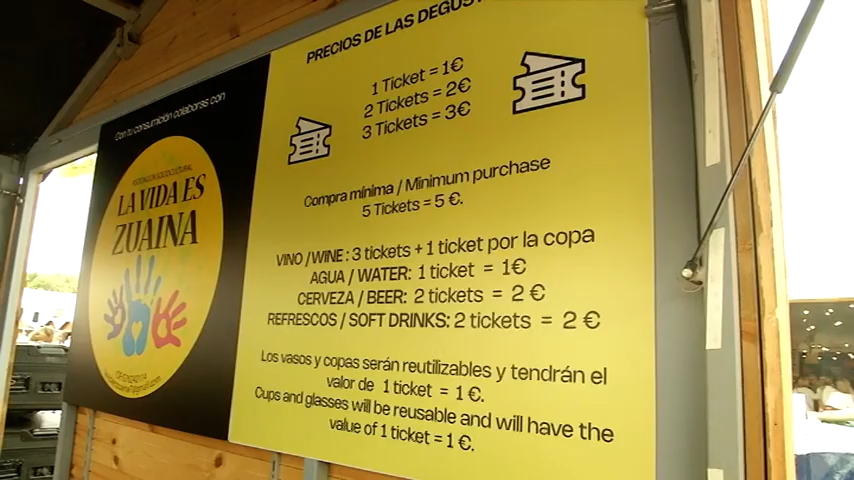 Con tu consumición colaboras con
ASOCIACIÓN SOCIOCULTURAL
LA VIDA ES
ZUAINA
PRECIOS DE LAS
1 Ticket = 1€
2 Tickets = 2€
3 Tickets = 3€
Compra mínima / Minimum purchase
5 Tickets = 5 €.
VINO / WINE : 3 tickets + 1 ticket por la copa
AGUA / WATER: 1 ticket = 1€
CERVEZA / BEER: 2 tickets = 2 €
REFRESCOS / SOFT DRINKS: 2 tickets = 2 €
Los vasos y copas serán reutilizables y tendrán el
valor de 1 ticket = 1 €.
Cups and glasses will be reusable and will have the
value of 1 ticket = 1 €.